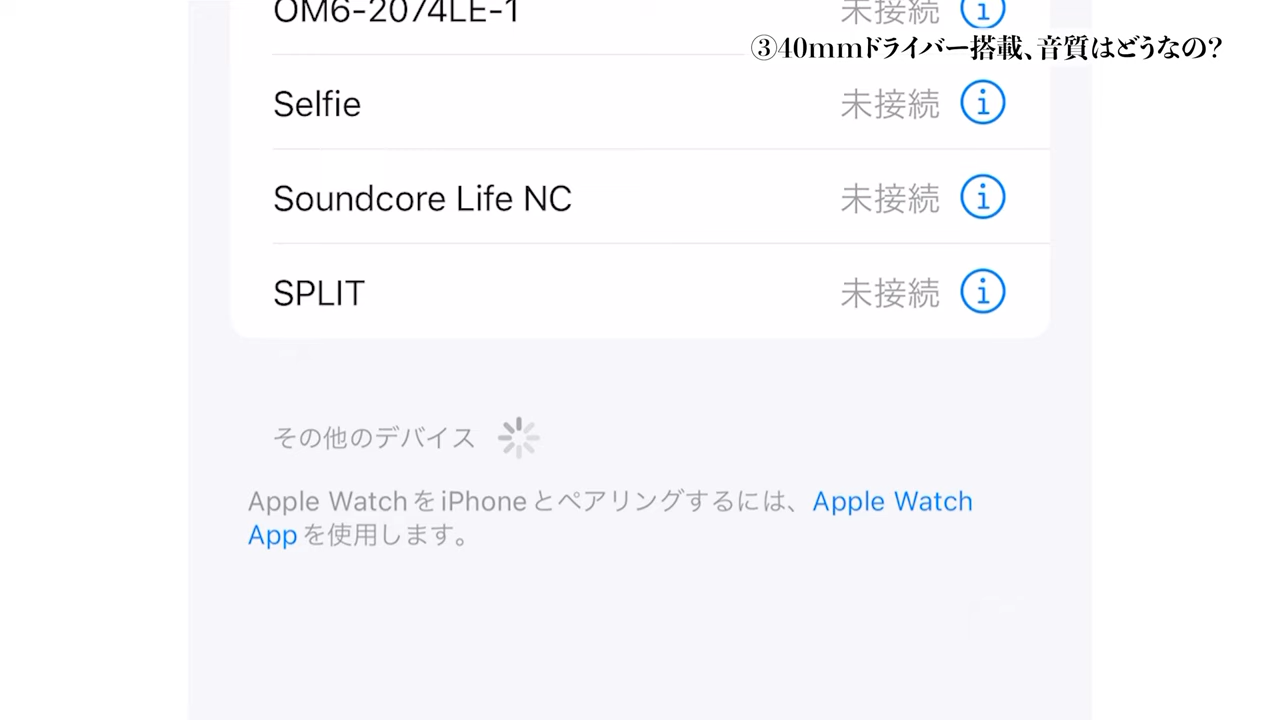 OM6-2074LE-1 未接続
③40mmドライバー搭載、音質はどうなの？
Selfie 未接続
Soundcore Life NC 未接続
SPLIT 未接続
その他のデバイス
Apple WatchをiPhoneとペアリングするには、Apple Watch
Appを使用します。